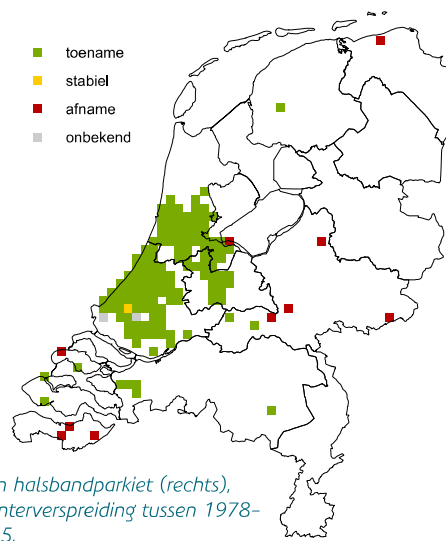 toename
stabiel
afname
onbekend
n halsbandparkiet (rechts),
nterverspreiding tussen 1978–
5.